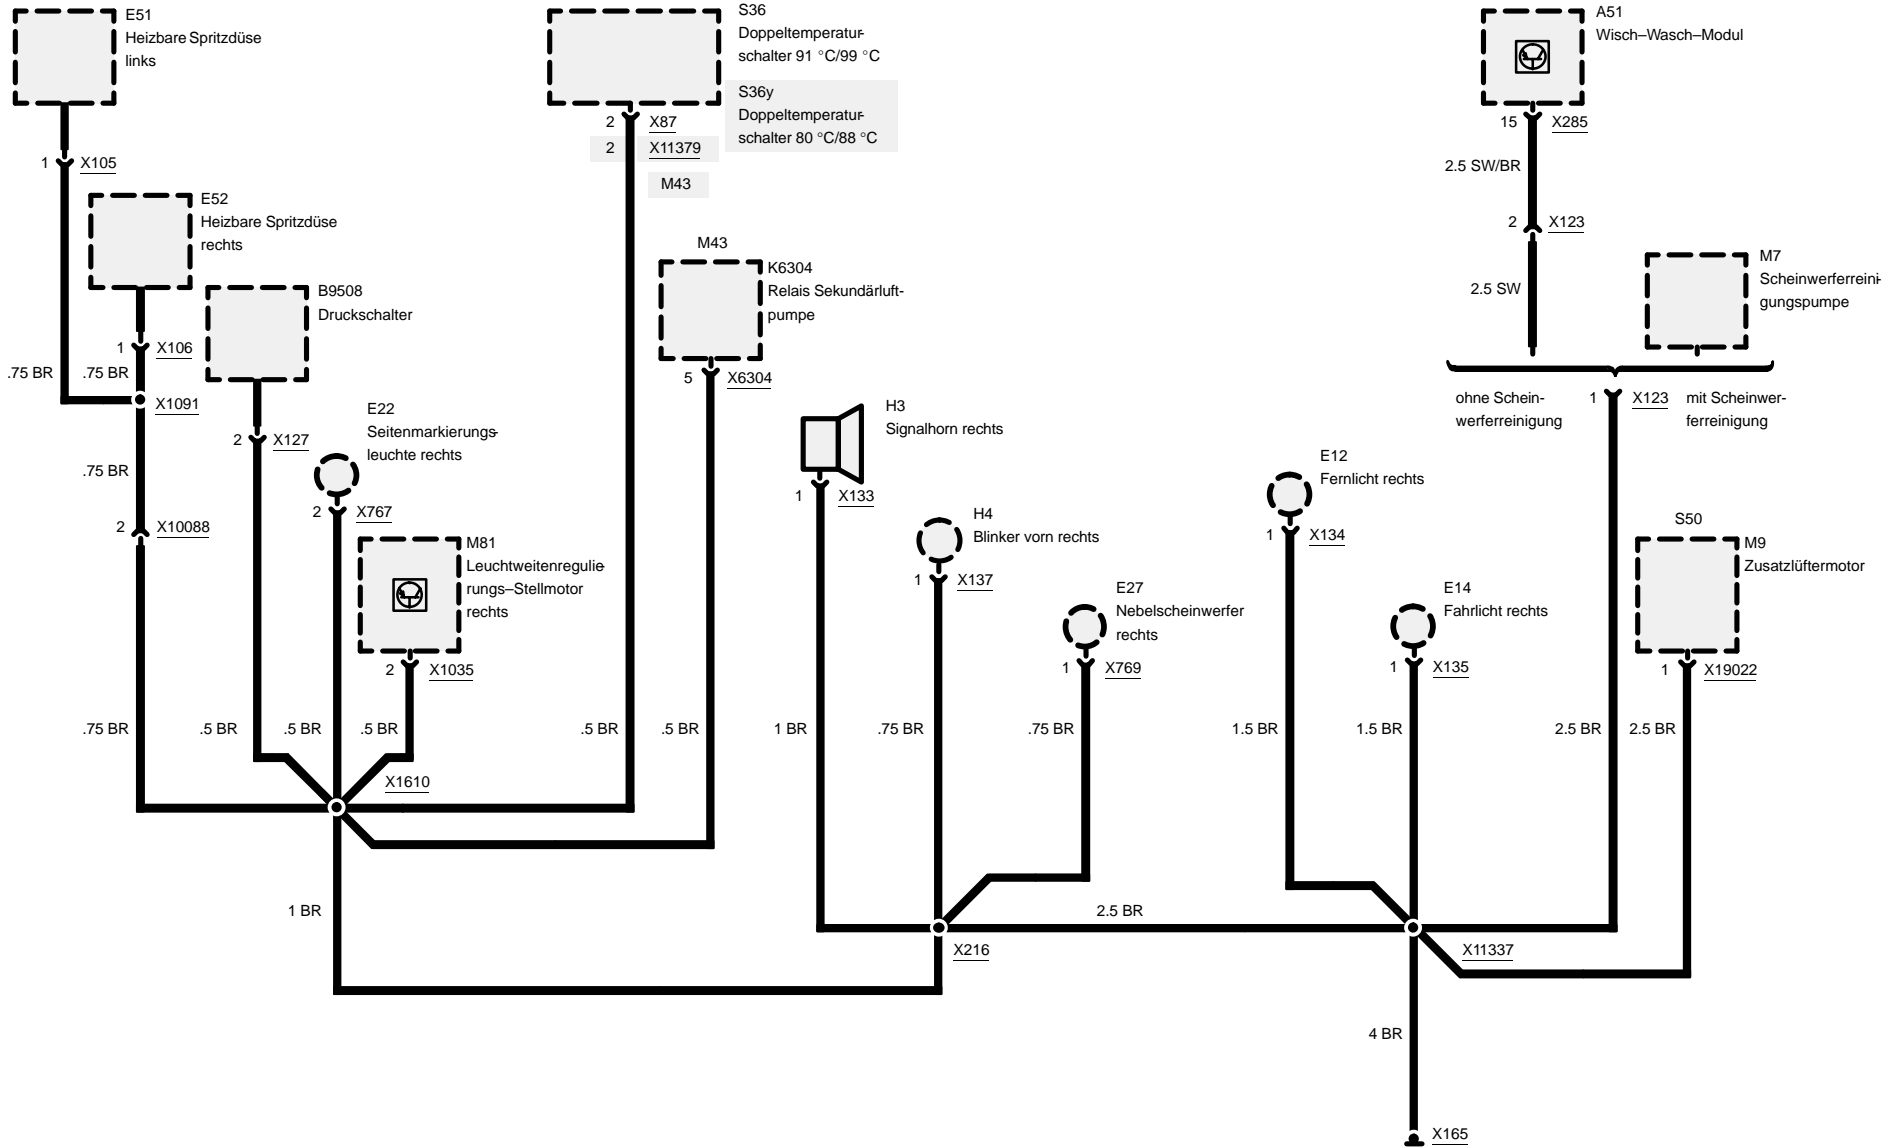 E51
Heizbare Spritzdüse
links
1
X105
E52
Heizbare Spritzdüse
rechts
1
X106
.75 BR
.75 BR
X1091
.75 BR
2
X10088
.75 BR
B9508
Druckschalter
2
X127
.5 BR
E22
Seitenmarkierungs-
leuchte rechts
2
X767
.5 BR
M81
Leuchtweitenregulie-
rungs–Stellmotor
rechts
2
X1035
.5 BR
X1610
1 BR
S36
Doppeltemperatur-
schalter 91 °C/99 °C
S36y
Doppeltemperatur-
schalter 80 °C/88 °C
2
X87
2
X11379
M43
.5 BR
M43
K6304
Relais Sekundärluft-
pumpe
5
X6304
.5 BR
H3
Signalhorn rechts
1
X133
1 BR
H4
Blinker vorn rechts
1
X137
.75 BR
E27
Nebelscheinwerfer
rechts
1
X769
.75 BR
X216
2.5 BR
E12
Fernlicht rechts
1
X134
1.5 BR
E14
Fahrlicht rechts
1
X135
1.5 BR
A51
Wisch–Wasch–Modul
15
X285
2.5 SW/BR
2
X123
2.5 SW
M7
Scheinwerferreini-
gungspumpe
ohne Schein-
werferreinigung
1
X123
mit Scheinwer-
ferreinigung
2.5 BR
S50
M9
Zusatzlüftermotor
1
X19022
2.5 BR
X11337
4 BR
X165